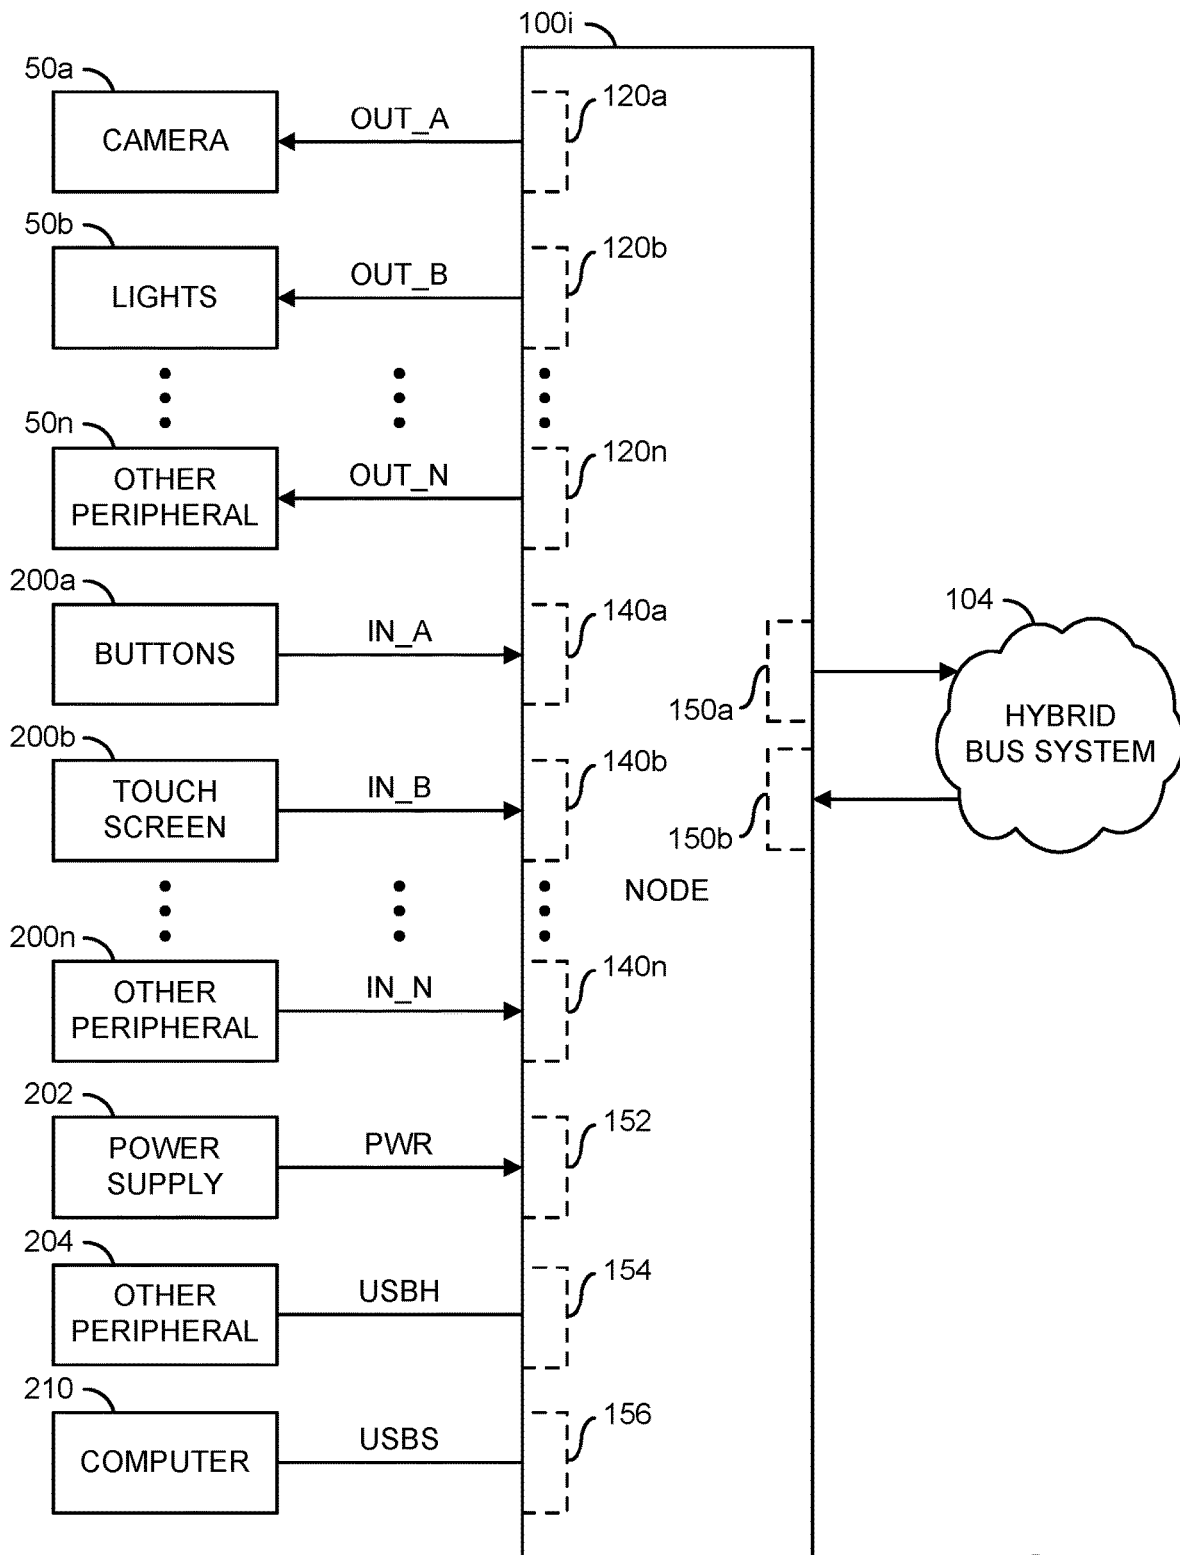 100i
50a
CAMERA
OUT_A
120a
50b
LIGHTS
OUT_B
120b
50n
OTHER
PERIPHERAL
OUT_N
120n
200a
BUTTONS
IN_A
140a
104
HYBRID
BUS SYSTEM
150a
200b
TOUCH
SCREEN
IN_B
140b
150b
NODE
200n
OTHER
PERIPHERAL
IN_N
140n
202
POWER
SUPPLY
PWR
152
204
OTHER
PERIPHERAL
USBH
154
210
COMPUTER
USBS
156